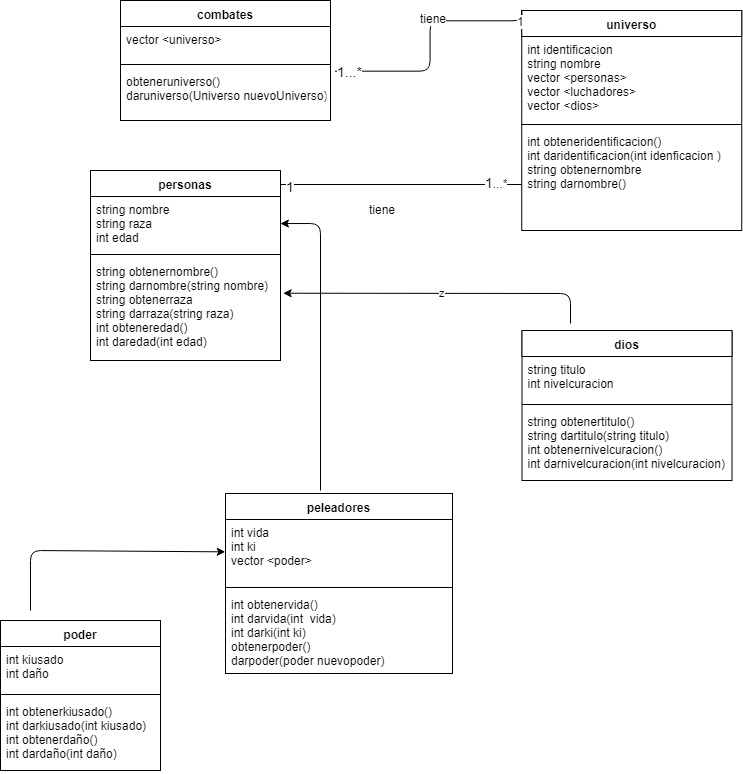 combates
vector <universo>
obteneruniverso()
daruniverso(Universo nuevoUniverso)
tiene
1
1...*
universo
int identificacion
string nombre
vector <personas>
vector <luchadores>
vector <dios>
int obteneridentificacion()
int daridentificacion(int idenficacion )
string obtenernombre
string darnombre()
personas
string nombre
string raza
int edad
string obtenernombre()
string darnombre(string nombre)
string obtenerraza
string darraza(string raza)
int obteneredad()
int daredad(int edad)
1
1...*
tiene
z
dios
string titulo
int nivelcuracion
string obtenertitulo()
string dartitulo(string titulo)
int obtenernivelcuracion()
int darnivelcuracion(int nivelcuracion)
peleadores
int vida
int ki
vector <poder>
int obtenervida()
int darvida(int  vida)
int darki(int ki)
obtenerpoder()
darpoder(poder nuevopoder)
poder
int kiusado
int daño
int obtenerkiusado()
int darkiusado(int kiusado)
int obtenerdaño()
int dardaño(int daño)